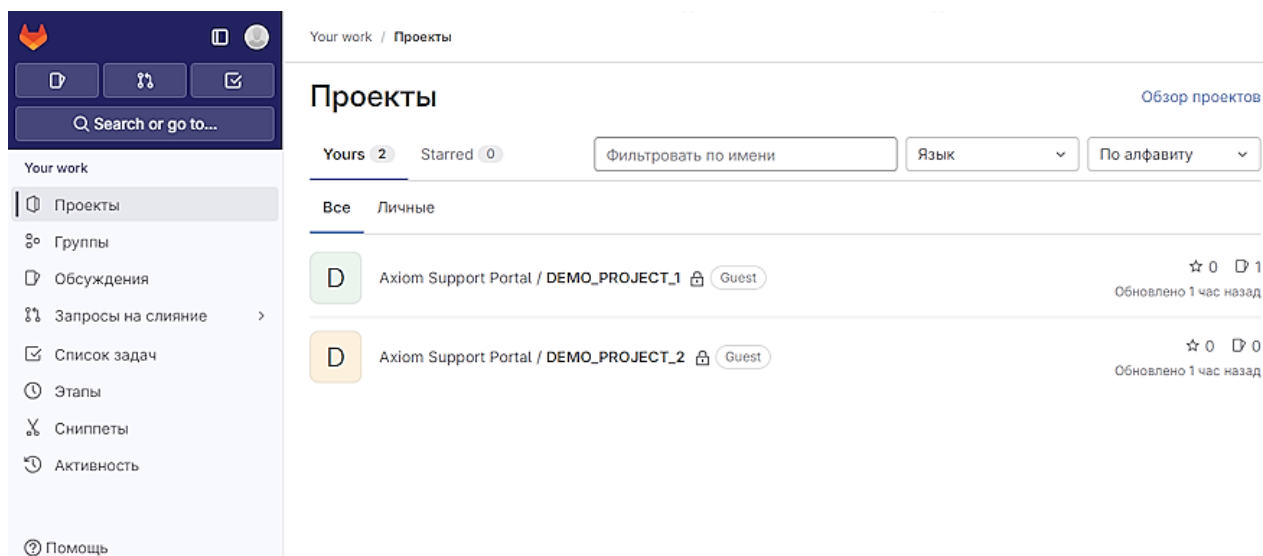 Search or go to...
Your work
Проекты
Группы
Обсуждения
Запросы на слияние
Список задач
Этапы
Сниппеты
Активность
Помощь
Your work / Проекты
Проекты
Обзор проектов
Yours 2 Starred 0 Фильтровать по имени Язык По алфавиту
Все Личные
D Axiom Support Portal / DEMO_PROJECT_1 Guest 0 1
Обновлено 1 час назад
D Axiom Support Portal / DEMO_PROJECT_2 Guest 0 0
Обновлено 1 час назад